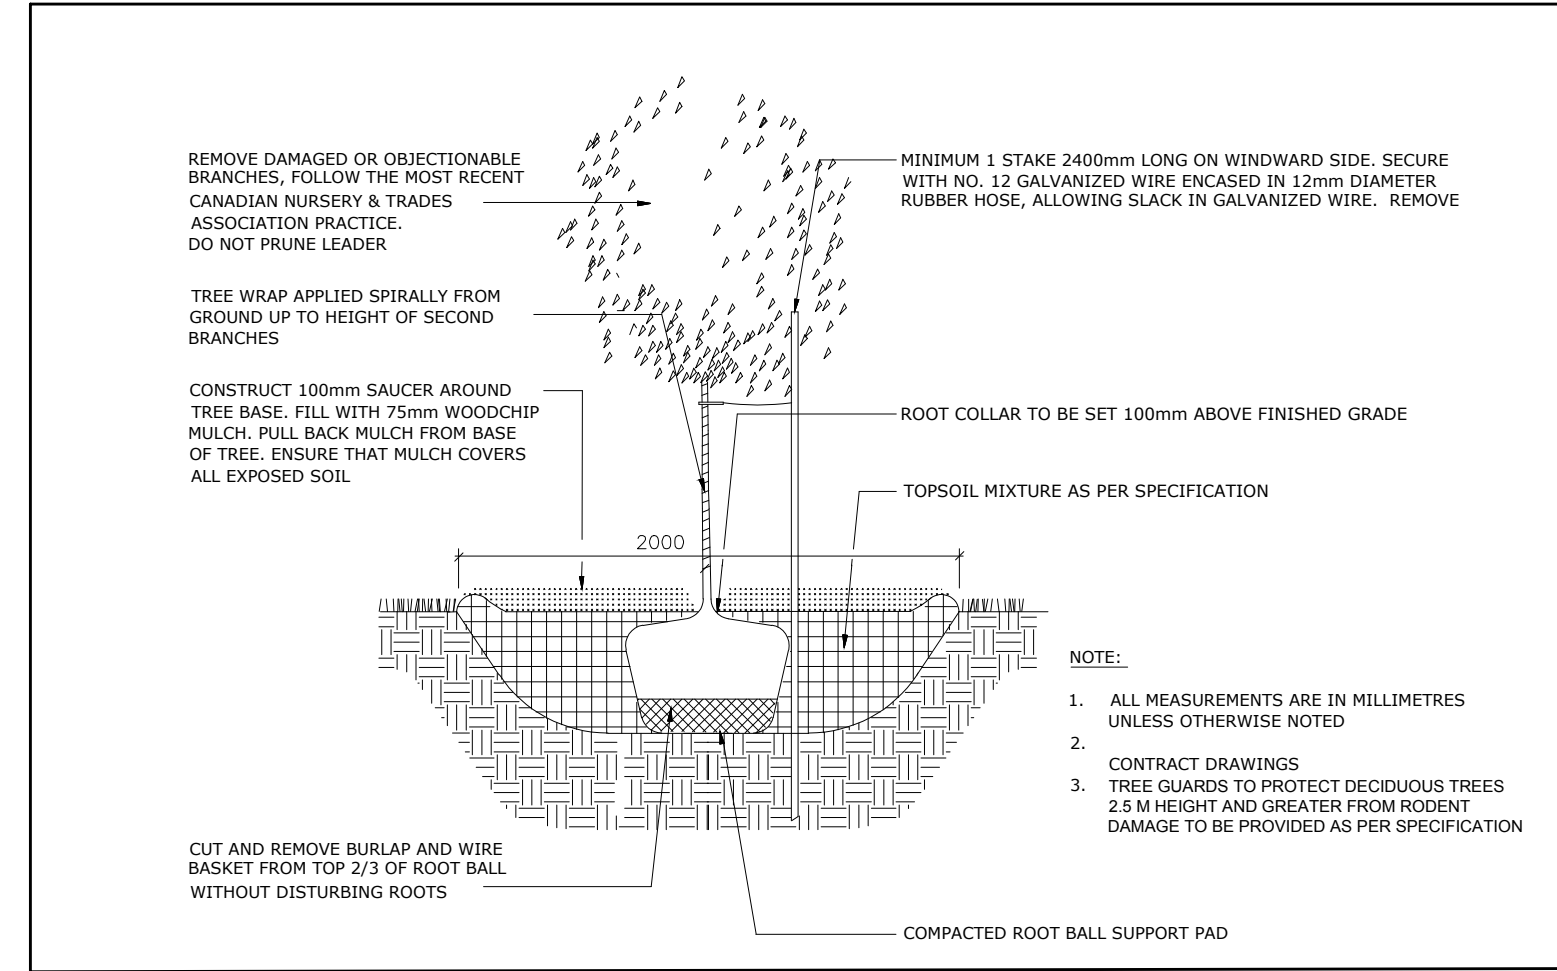 REMOVE DAMAGED OR OBJECTIONABLE
BRANCHES, FOLLOW THE MOST RECENT
CANADIAN NURSERY & TRADES
ASSOCIATION PRACTICE.
DO NOT PRUNE LEADER
TREE WRAP APPLIED SPIRALLY FROM
GROUND UP TO HEIGHT OF SECOND
BRANCHES
CONSTRUCT 100mm SAUCER AROUND
TREE BASE. FILL WITH 75mm WOODCHIP
MULCH. PULL BACK MULCH FROM BASE
OF TREE. ENSURE THAT MULCH COVERS
ALL EXPOSED SOIL
MINIMUM 1 STAKE 2400mm LONG ON WINDWARD SIDE. SECURE
WITH NO. 12 GALVANIZED WIRE ENCASED IN 12mm DIAMETER
RUBBER HOSE, ALLOWING SLACK IN GALVANIZED WIRE. REMOVE
ROOT COLLAR TO BE SET 100mm ABOVE FINISHED GRADE
TOPSOIL MIXTURE AS PER SPECIFICATION
2000
NOTE:
1. ALL MEASUREMENTS ARE IN MILLIMETRES
UNLESS OTHERWISE NOTED
2.
CONTRACT DRAWINGS
3. TREE GUARDS TO PROTECT DECIDUOUS TREES
2.5 M HEIGHT AND GREATER FROM RODENT
DAMAGE TO BE PROVIDED AS PER SPECIFICATION
CUT AND REMOVE BURLAP AND WIRE
BASKET FROM TOP 2/3 OF ROOT BALL
WITHOUT DISTURBING ROOTS
COMPACTED ROOT BALL SUPPORT PAD